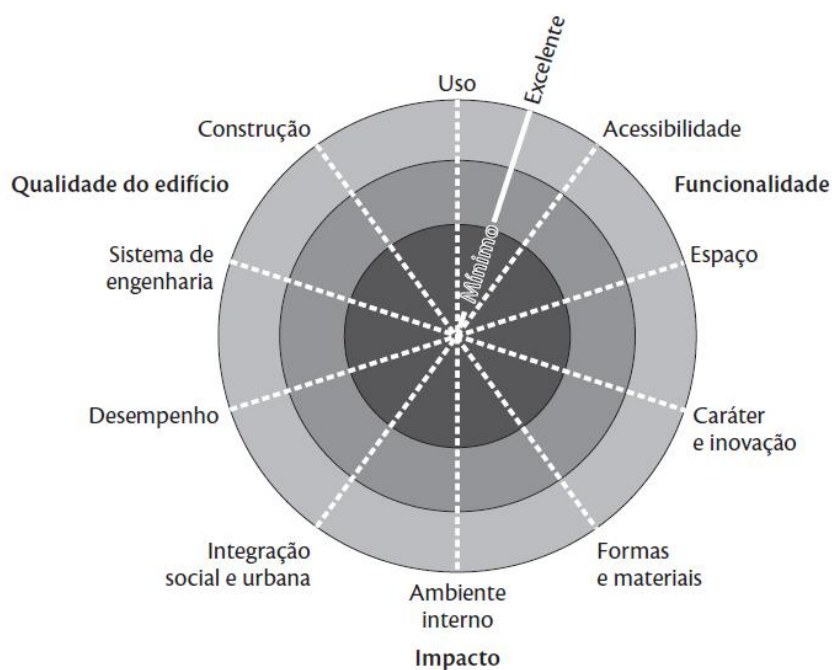 Uso
Excelente
Construção
Acessibilidade
Qualidade do edifício
Funcionalidade
Sistema de
engenharia
Espaço
Mínimo
Desempenho
Caráter
e inovação
Integração
social e urbana
Formas
e materiais
Ambiente
interno
Impacto